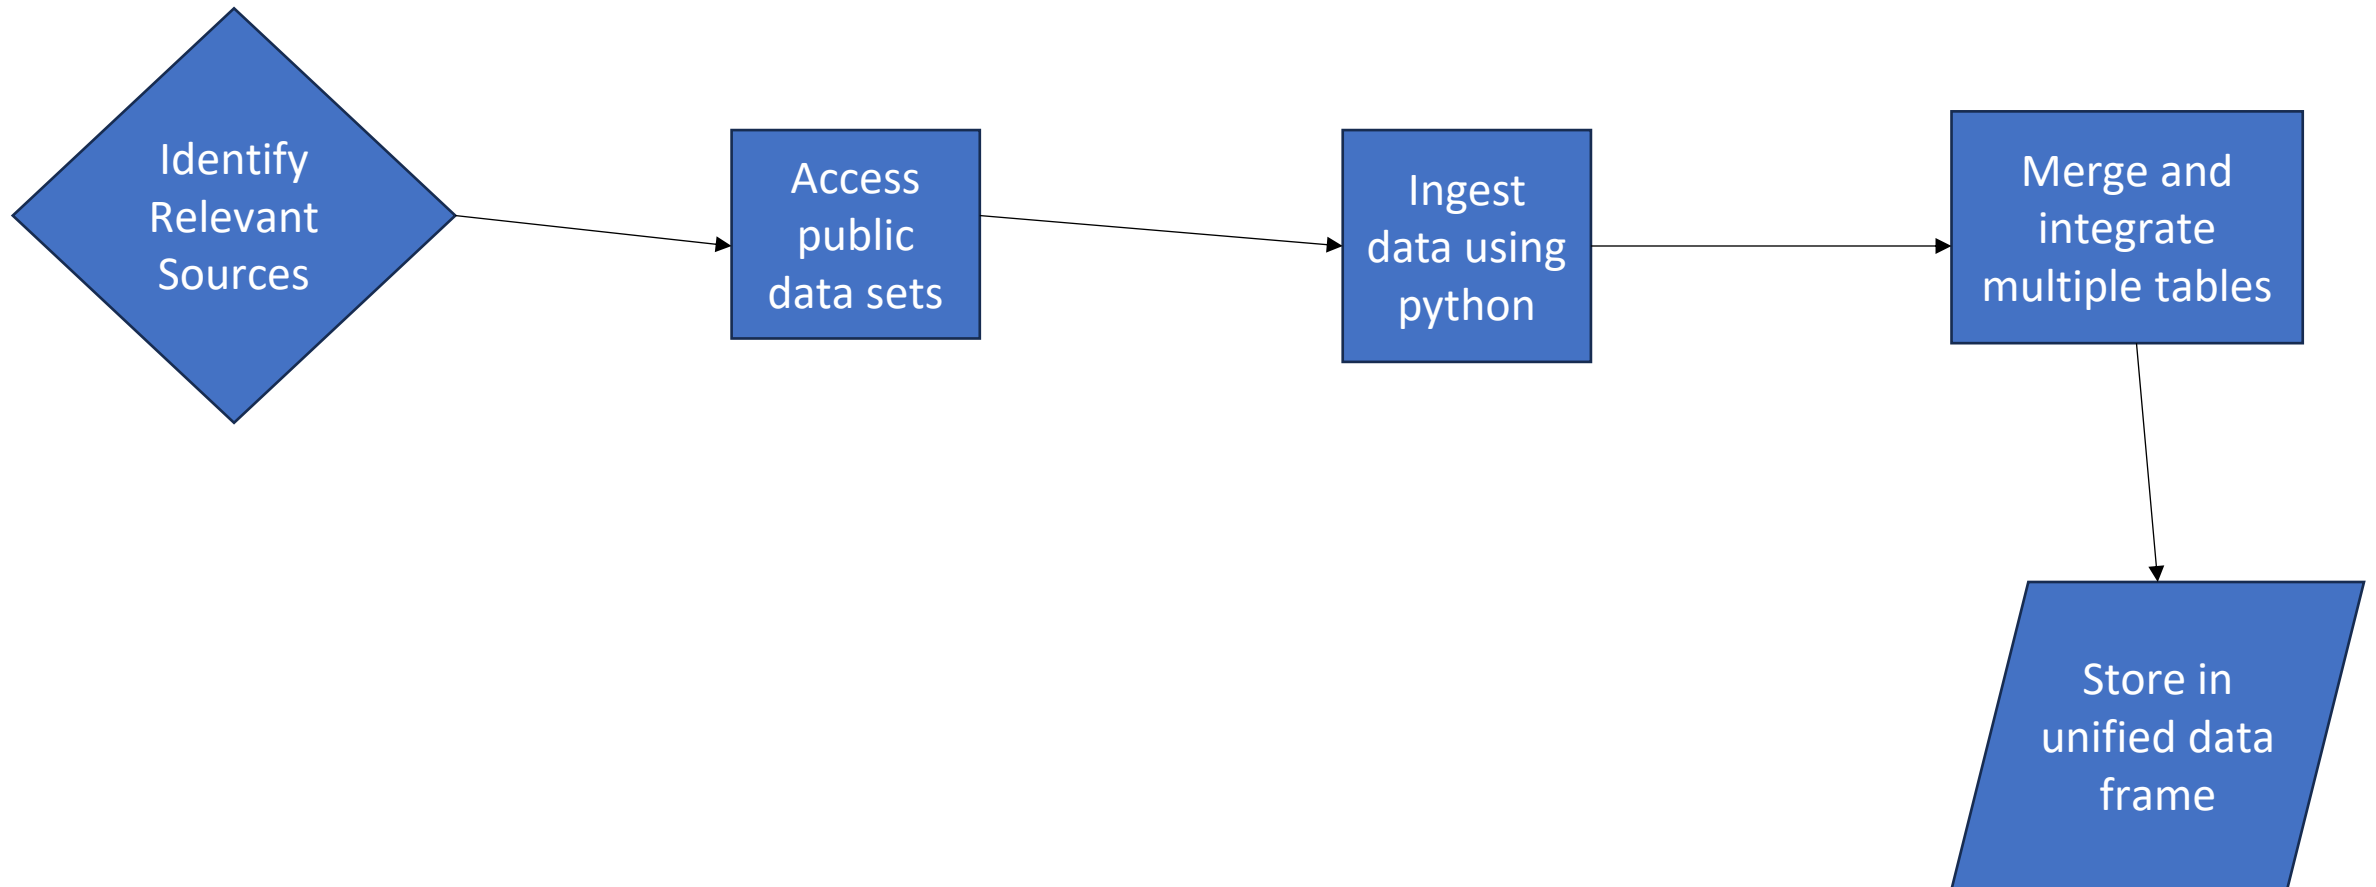 Identify
Relevant
Sources
Access
public
data sets
Ingest
data using
python
Merge and
integrate
multiple tables
Store in
unified data
frame